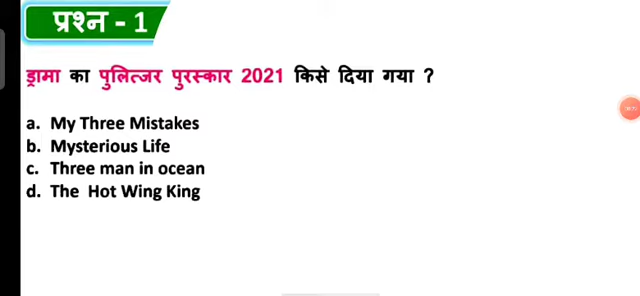 प्रश्न - 1
ड्रामा का पुलित्जर पुरस्कार 2021 किसे दिया गया ?
a. My Three Mistakes
b. Mysterious Life
c. Three man in ocean
d. The Hot Wing King